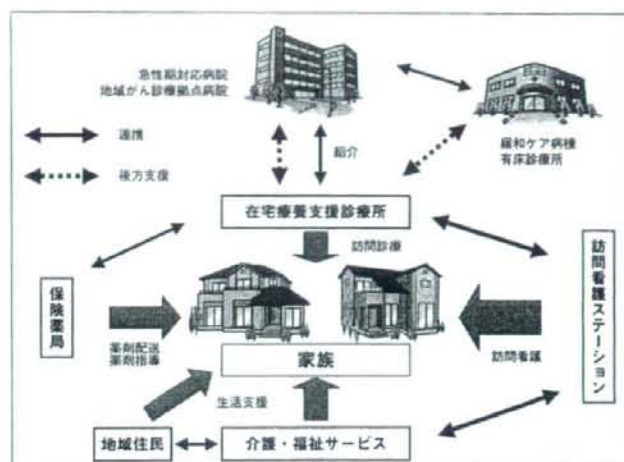 急性期対応病院
地域がん診療拠点病院
連携
後方支援
紹介
緩和ケア病棟
有床診療所
在宅療養支援診療所
訪問診療
保険薬局
訪問看護ステーション
薬剤配送
薬剤指導
家族
訪問看護
生活支援
地域住民
介護・福祉サービス